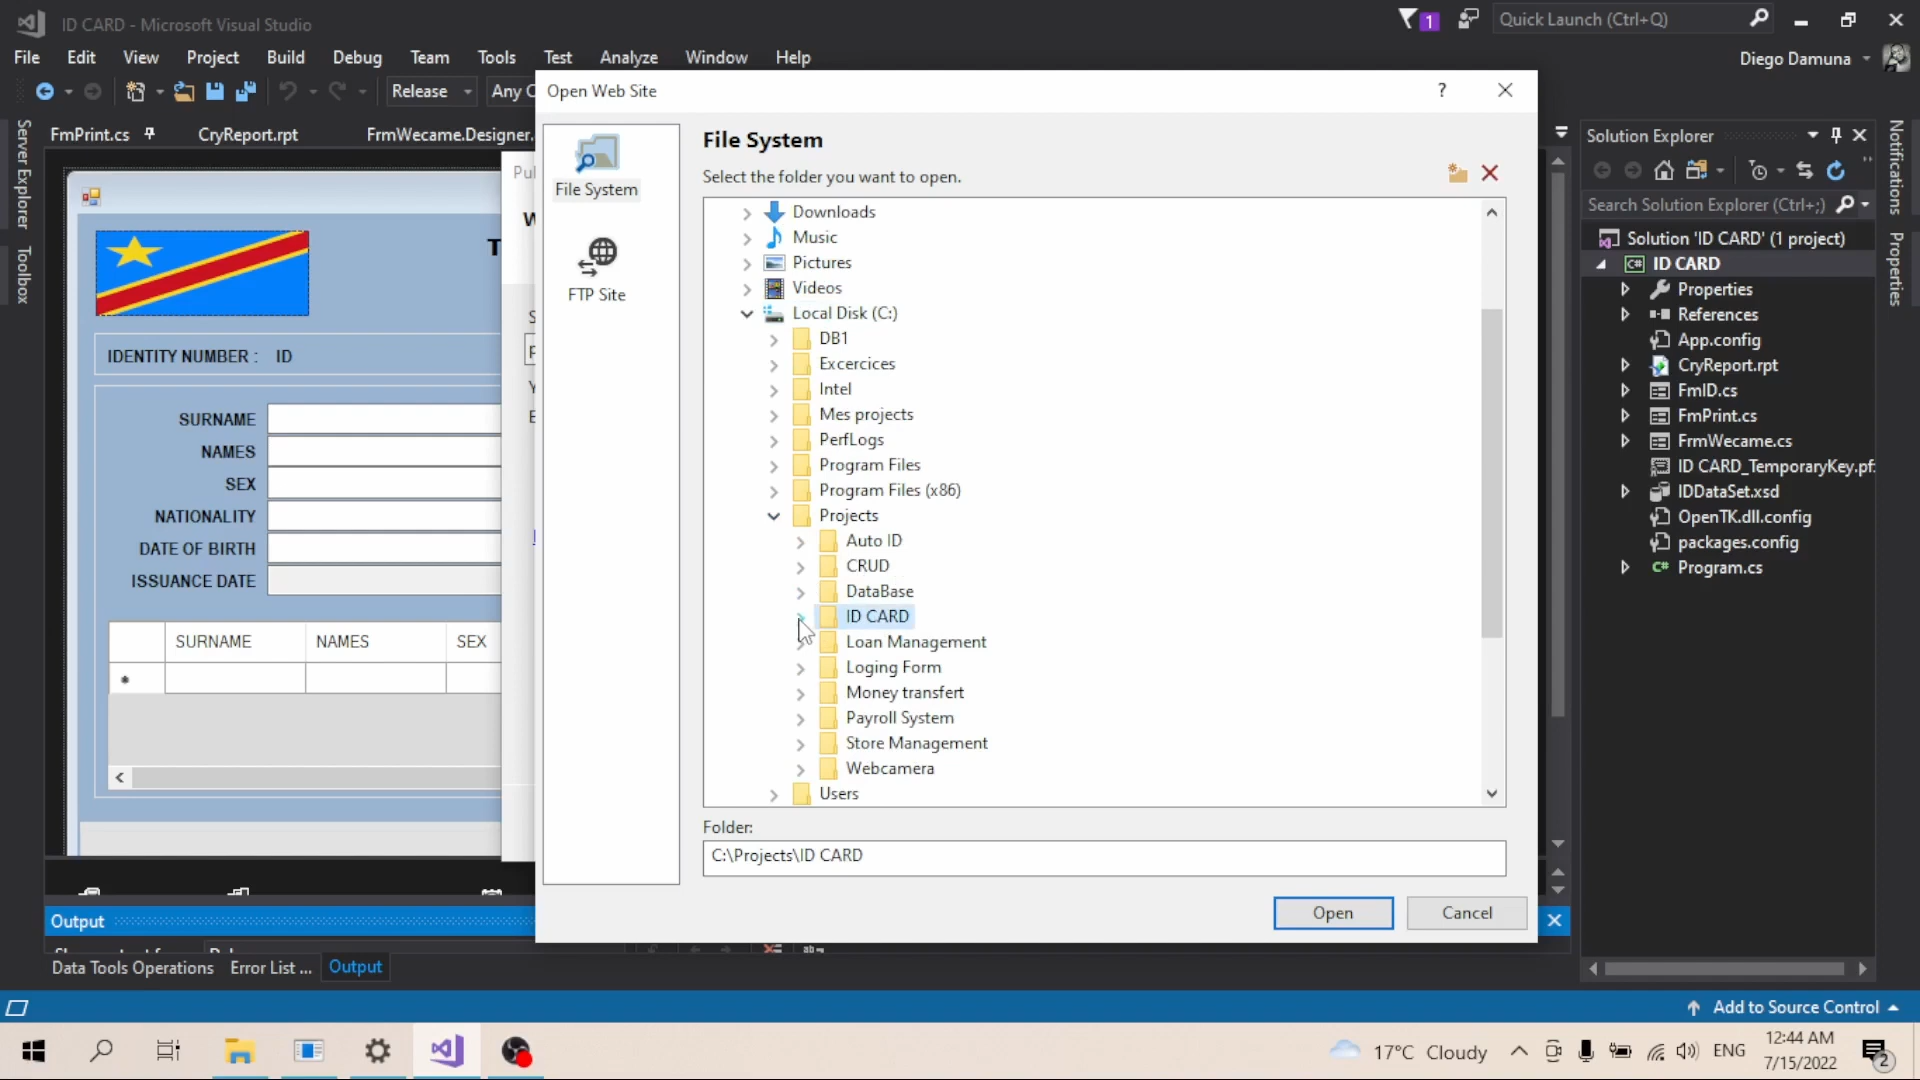 ID CARD - Microsoft Visual Studio
1
Quick Launch (Ctrl+Q)
File Edit View Project Build Debug Team Tools Test Analyze Window Help
Diego Damuna
Release
Any C
FmPrint.cs
CryReport.rpt
FrmWecame.Designer.
Server Explorer
Toolbox
IDENTITY NUMBER : ID
SURNAME
NAMES
SEX
NATIONALITY
DATE OF BIRTH
ISSUANCE DATE
SURNAME NAMES SEX
Open Web Site
?
File System
FTP Site
File System
Select the folder you want to open.
Downloads
Music
Pictures
Videos
Local Disk (C:)
DB1
Excercices
Intel
Mes projects
PerfLogs
Program Files
Program Files (x86)
Projects
Auto ID
CRUD
DataBase
ID CARD
Loan Management
Loging Form
Money transfert
Payroll System
Store Management
Webcamera
Users
Folder:
C:\Projects\ID CARD
Open
Cancel
Solution Explorer
Search Solution Explorer (Ctrl+;)
Solution 'ID CARD' (1 project)
C# ID CARD
Properties
References
App.config
CryReport.rpt
FmID.cs
FmPrint.cs
FrmWecame.cs
ID CARD_TemporaryKey.pf
IDDataSet.xsd
OpenTK.dll.config
packages.config
C# Program.cs
Notifications
Properties
Output
Data Tools Operations
Error List ...
Output
Add to Source Control
17°C Cloudy
ENG
12:44 AM
7/15/2022
2